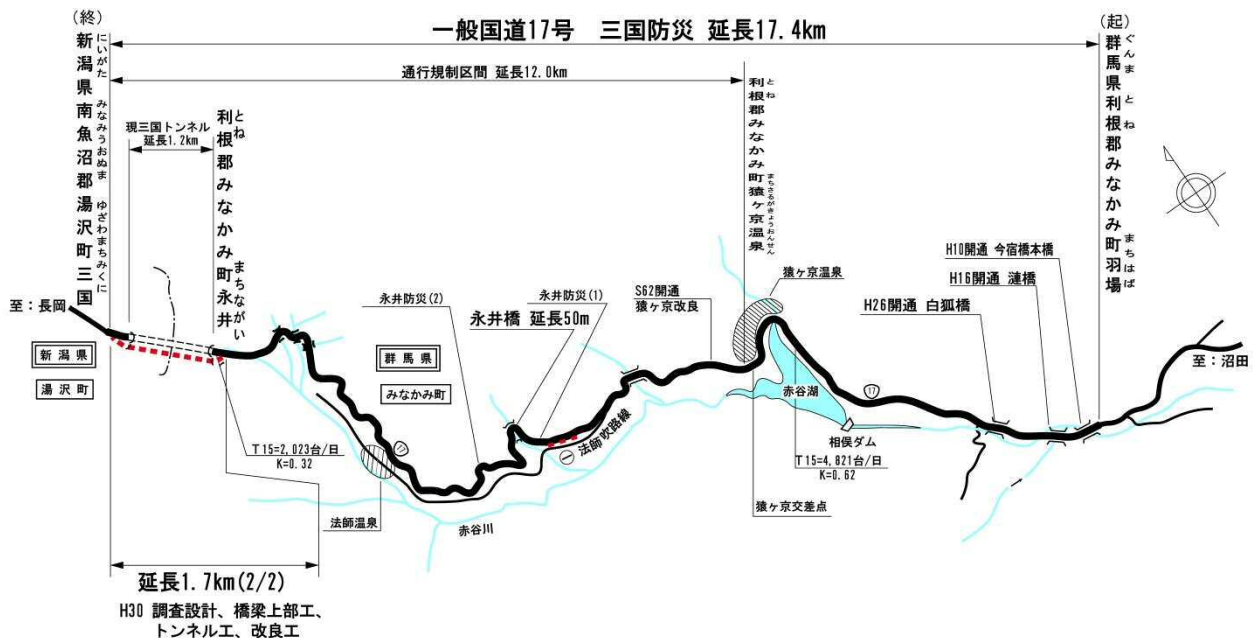 一般国道17号 三国防災 延長17.4km
(終)
新潟県南魚沼郡湯沢町三国
にいがた みなみうおぬま ゆざわまちみくに
(起)
群馬県利根郡みなかみ町羽場
ぐんま とね まちはば
通行規制区間 延長12.0km
現三国トンネル
延長1.2km
利根郡みなかみ町永井
とね まちながい
利根郡みなかみ町猿ヶ京温泉
とね まちさるがきょうおんせん
至:長岡
新潟県
湯沢町
群馬県
みなかみ町
永井防災(2)
永井防災(1)
永井橋 延長50m
S62開通
猿ヶ京改良
猿ヶ京温泉
H10開通 今宿橋本橋
H16開通 漣橋
H26開通 白狐橋
至:沼田
17
17
赤谷湖
相俣ダム
T15=4,821台/日
K=0.62
T15=2,023台/日
K=0.32
法師吹路線
法師温泉
赤谷川
猿ヶ京交差点
延長1.7km(2/2)
H30 調査設計、橋梁上部工、
トンネル工、改良工